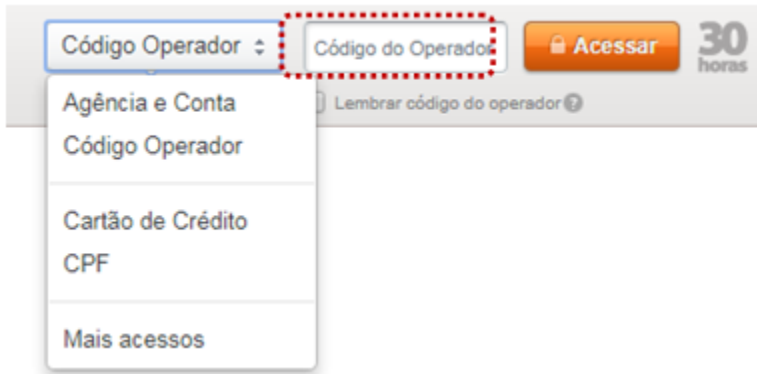 Código Operador
Código do Operador
Acessar
30
horas
Lembrar código do operador
Agência e Conta
Código Operador
Cartão de Crédito
CPF
Mais acessos